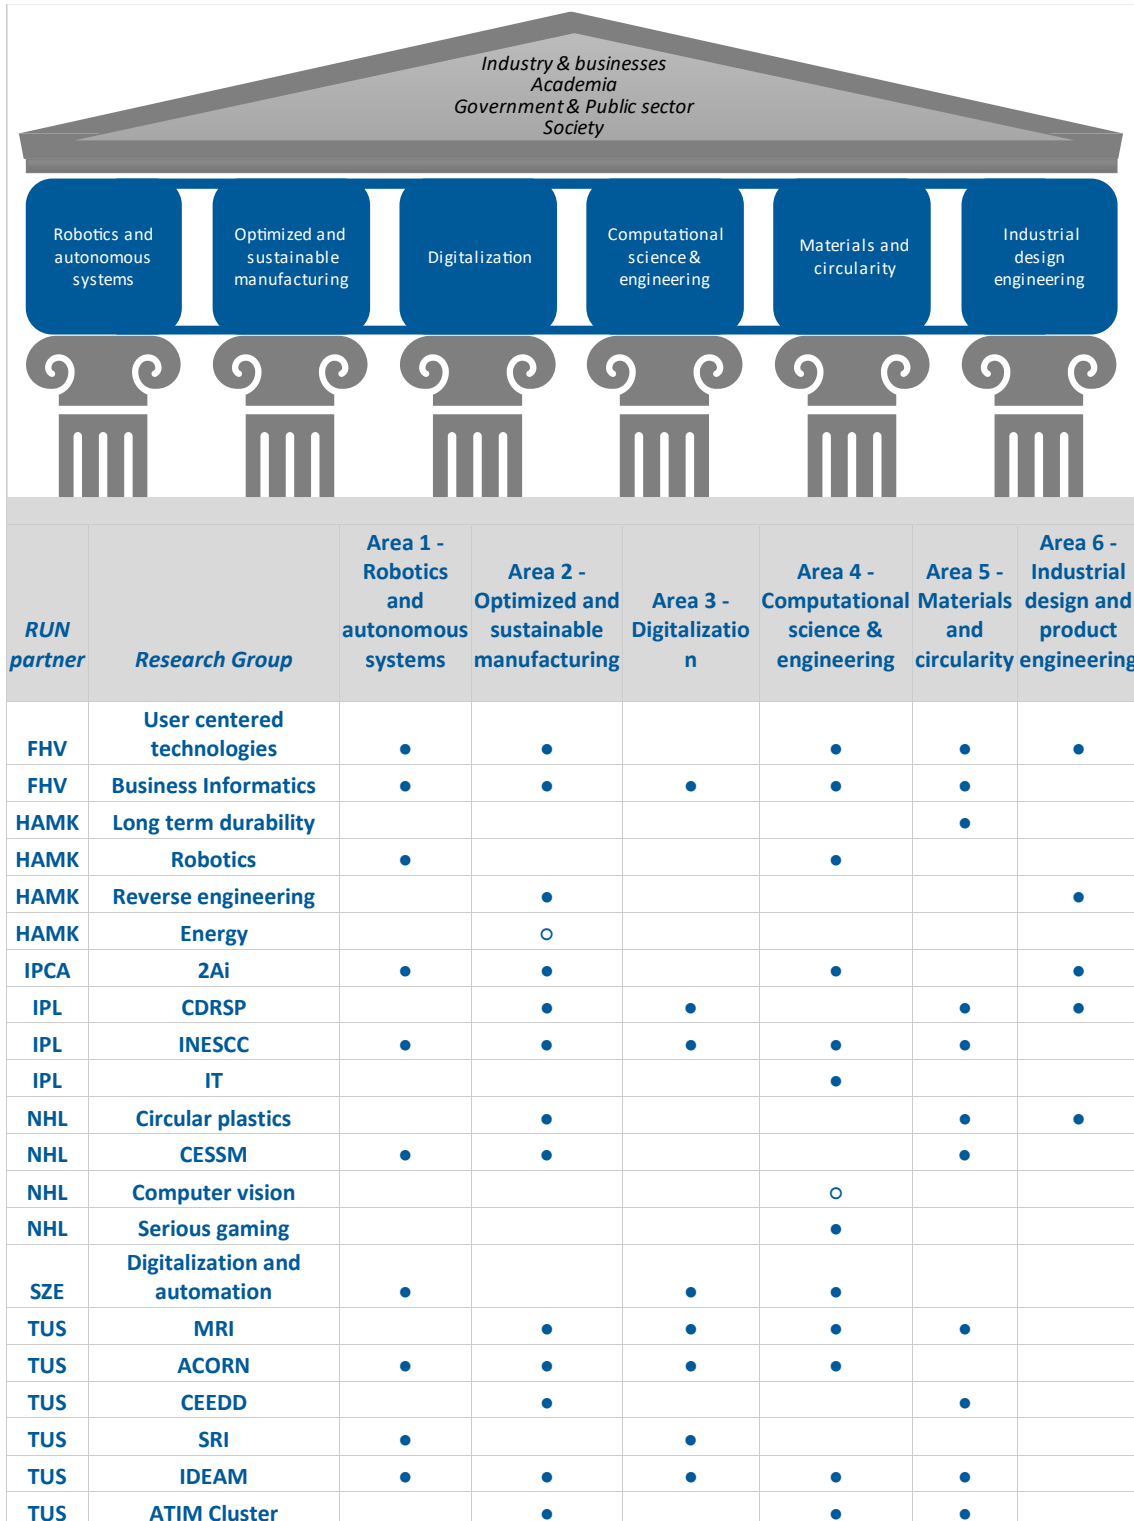 Industry & businesses
Academia
Government & Public sector
Society
Robotics and
autonomous
systems
Optimized and
sustainable
manufacturing
Digitalization
Computational
science &
engineering
Materials and
circularity
Industrial
design
engineering
RUN
partner
Research Group
Area 1 -
Robotics
and
autonomous
systems
Area 2 -
Optimized and
sustainable
manufacturing
Area 3 -
Digitalizatio
n
Area 4 -
Computational
science &
engineering
Area 5 -
Materials
and
circularity
Area 6 -
Industrial
design and
product
engineering
FHV User centered
technologies ● ● ● ● ●
FHV Business Informatics ● ● ● ● ●
HAMK Long term durability ●
HAMK Robotics ● ●
HAMK Reverse engineering ● ●
HAMK Energy ○
IPCA 2Ai ● ● ● ●
IPL CDRSP ● ● ● ●
IPL INESCC ● ● ● ● ●
IPL IT ●
NHL Circular plastics ● ● ●
NHL CESSM ● ● ●
NHL Computer vision ○
NHL Serious gaming ●
SZE Digitalization and
automation ● ● ●
TUS MRI ● ● ● ●
TUS ACORN ● ● ● ●
TUS CEEDD ● ●
TUS SRI ● ●
TUS IDEAM ● ● ● ● ●
TUS ATIM Cluster ● ● ●